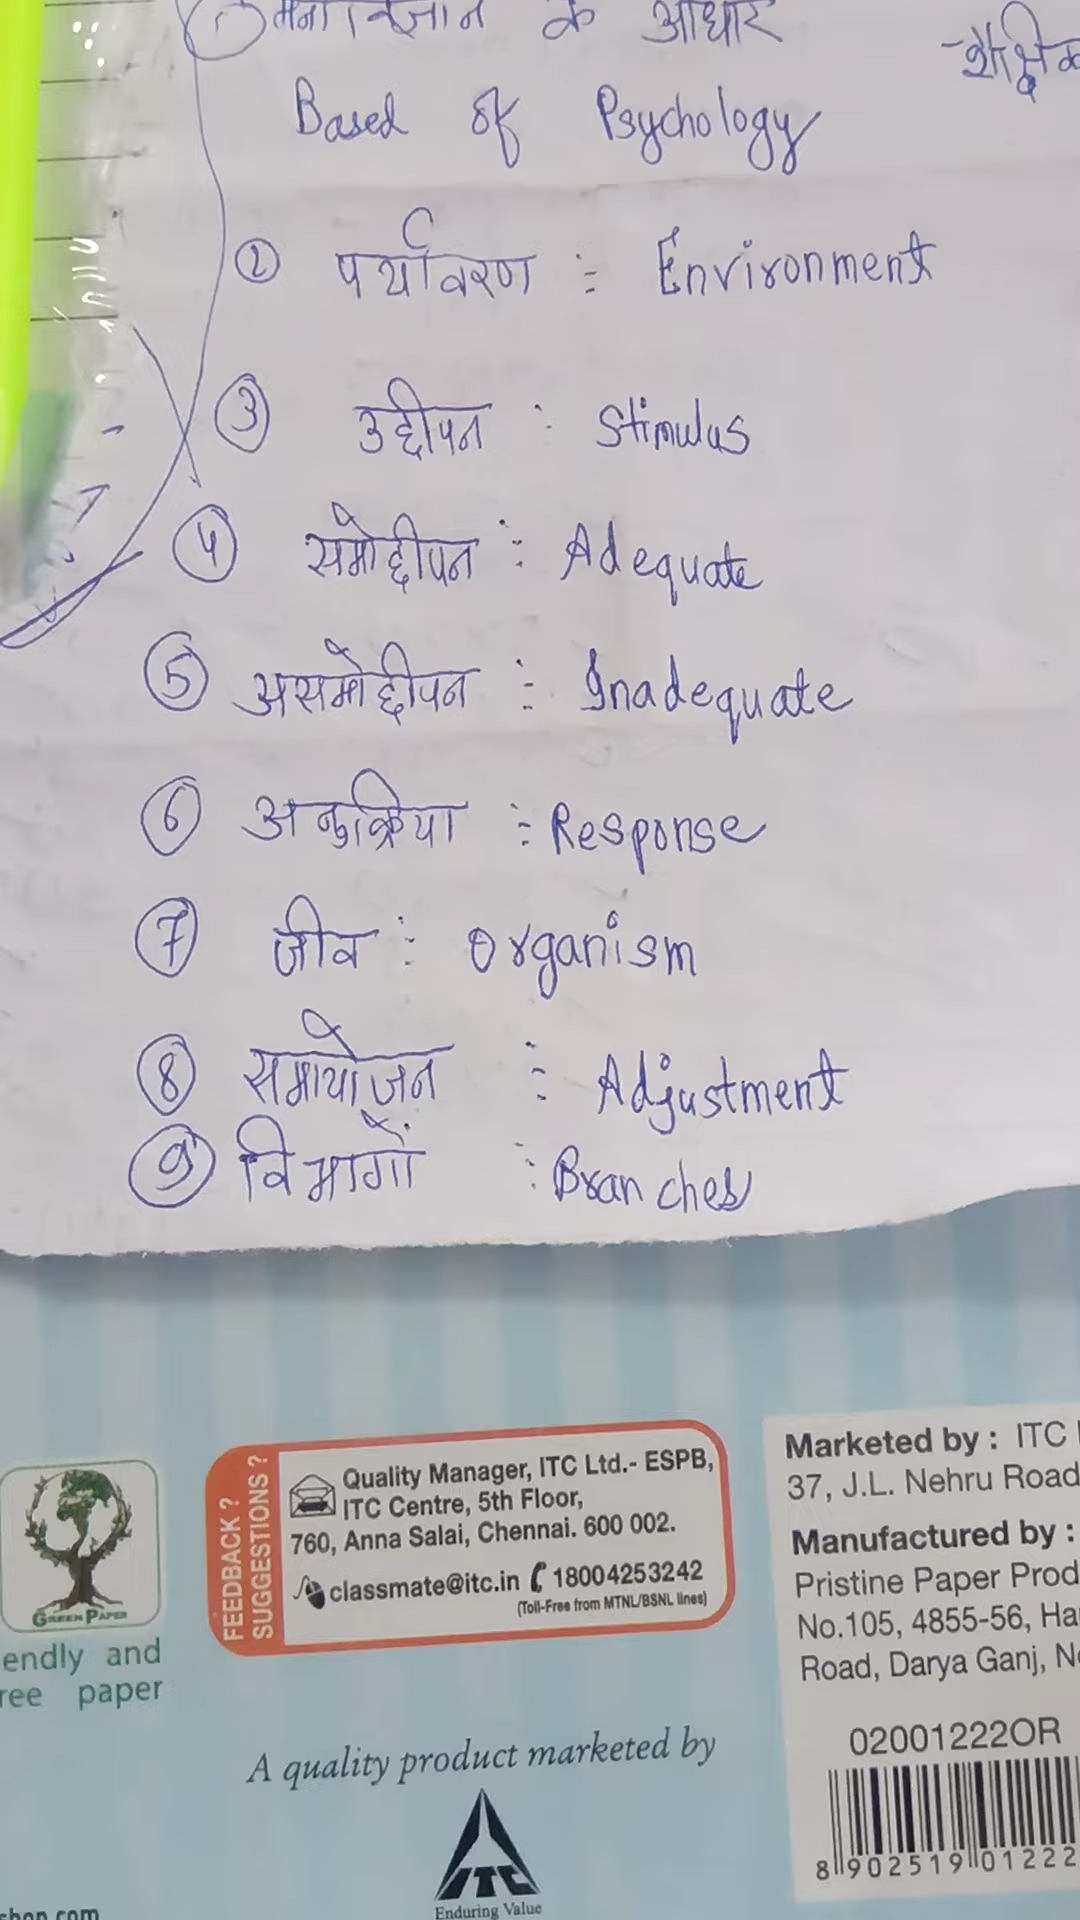 ① मनोविज्ञान के आधार
Based of Psychology
② पर्यावरण := Environment
③ उद्दीपन : Stimulus
④ समोद्दीपन := Adequate
⑤ असमोद्दीपन := Inadequate
⑥ अनुक्रिया := Response
⑦ जीव : Organism
⑧ समायोजन := Adjustment
⑨ विभागों : Branches
FEEDBACK ?
SUGGESTIONS ?
Quality Manager, ITC Ltd.- ESPB,
ITC Centre, 5th Floor,
760, Anna Salai, Chennai. 600 002.
classmate@itc.in 18004253242
(Toll-Free from MTNL/BSNL lines)
Marketed by : ITC
37, J.L. Nehru Road
Manufactured by :
Pristine Paper Prod
No.105, 4855-56, Ha
Road, Darya Ganj, N
GREEN PAPER
endly and
ree paper
02001222OR
8 902519 01222
A quality product marketed by
ITC
Enduring Value